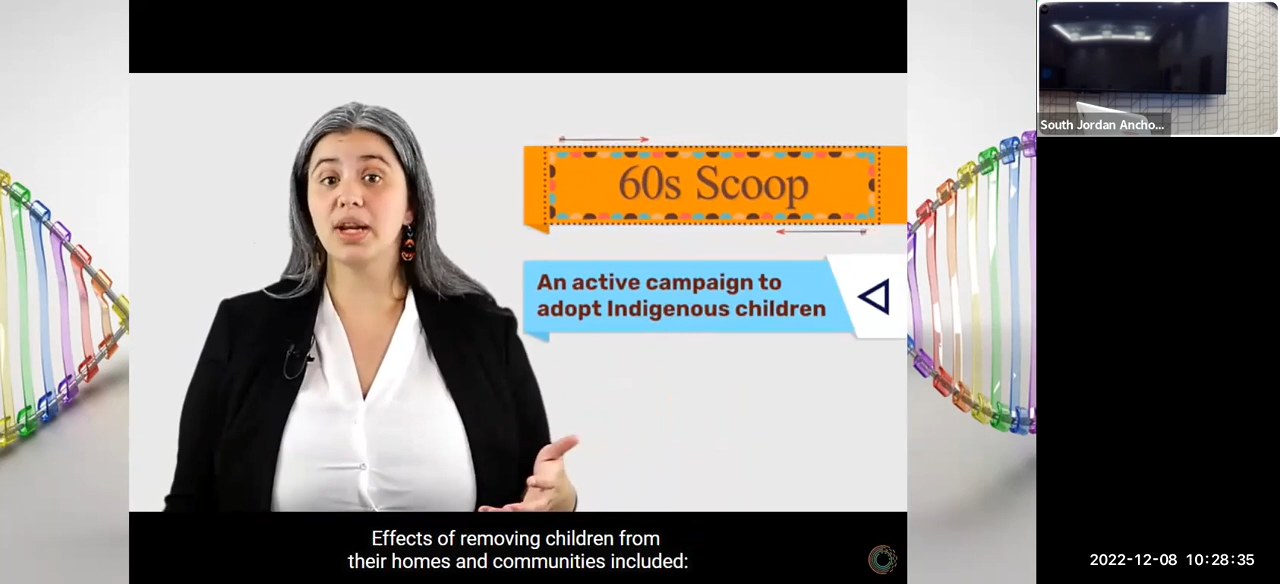 60s Scoop
An active campaign to
adopt Indigenous children
Effects of removing children from
their homes and communities included:
South Jordan Ancho...
2022-12-08 10:28:35